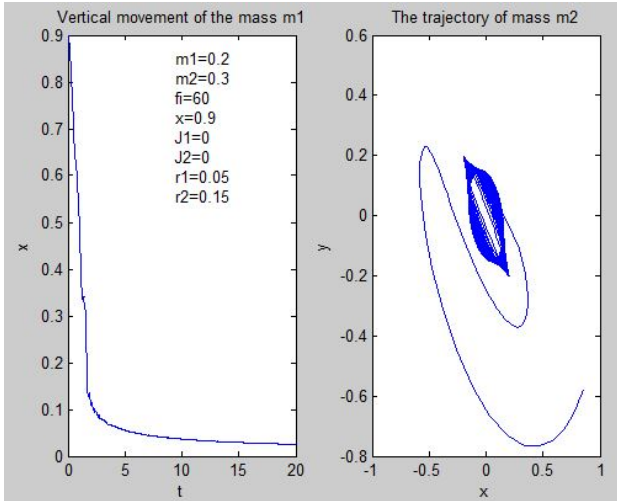 Vertical movement of the mass m1
0.9
0.8
0.7
0.6
0.5
0.4
0.3
0.2
0.1
0
x
0
5
10
15
20
t
m1=0.2
m2=0.3
fi=60
x=0.9
J1=0
J2=0
r1=0.05
r2=0.15
The trajectory of mass m2
0.6
0.4
0.2
0
-0.2
-0.4
-0.6
-0.8
y
-1
-0.5
0
0.5
1
x